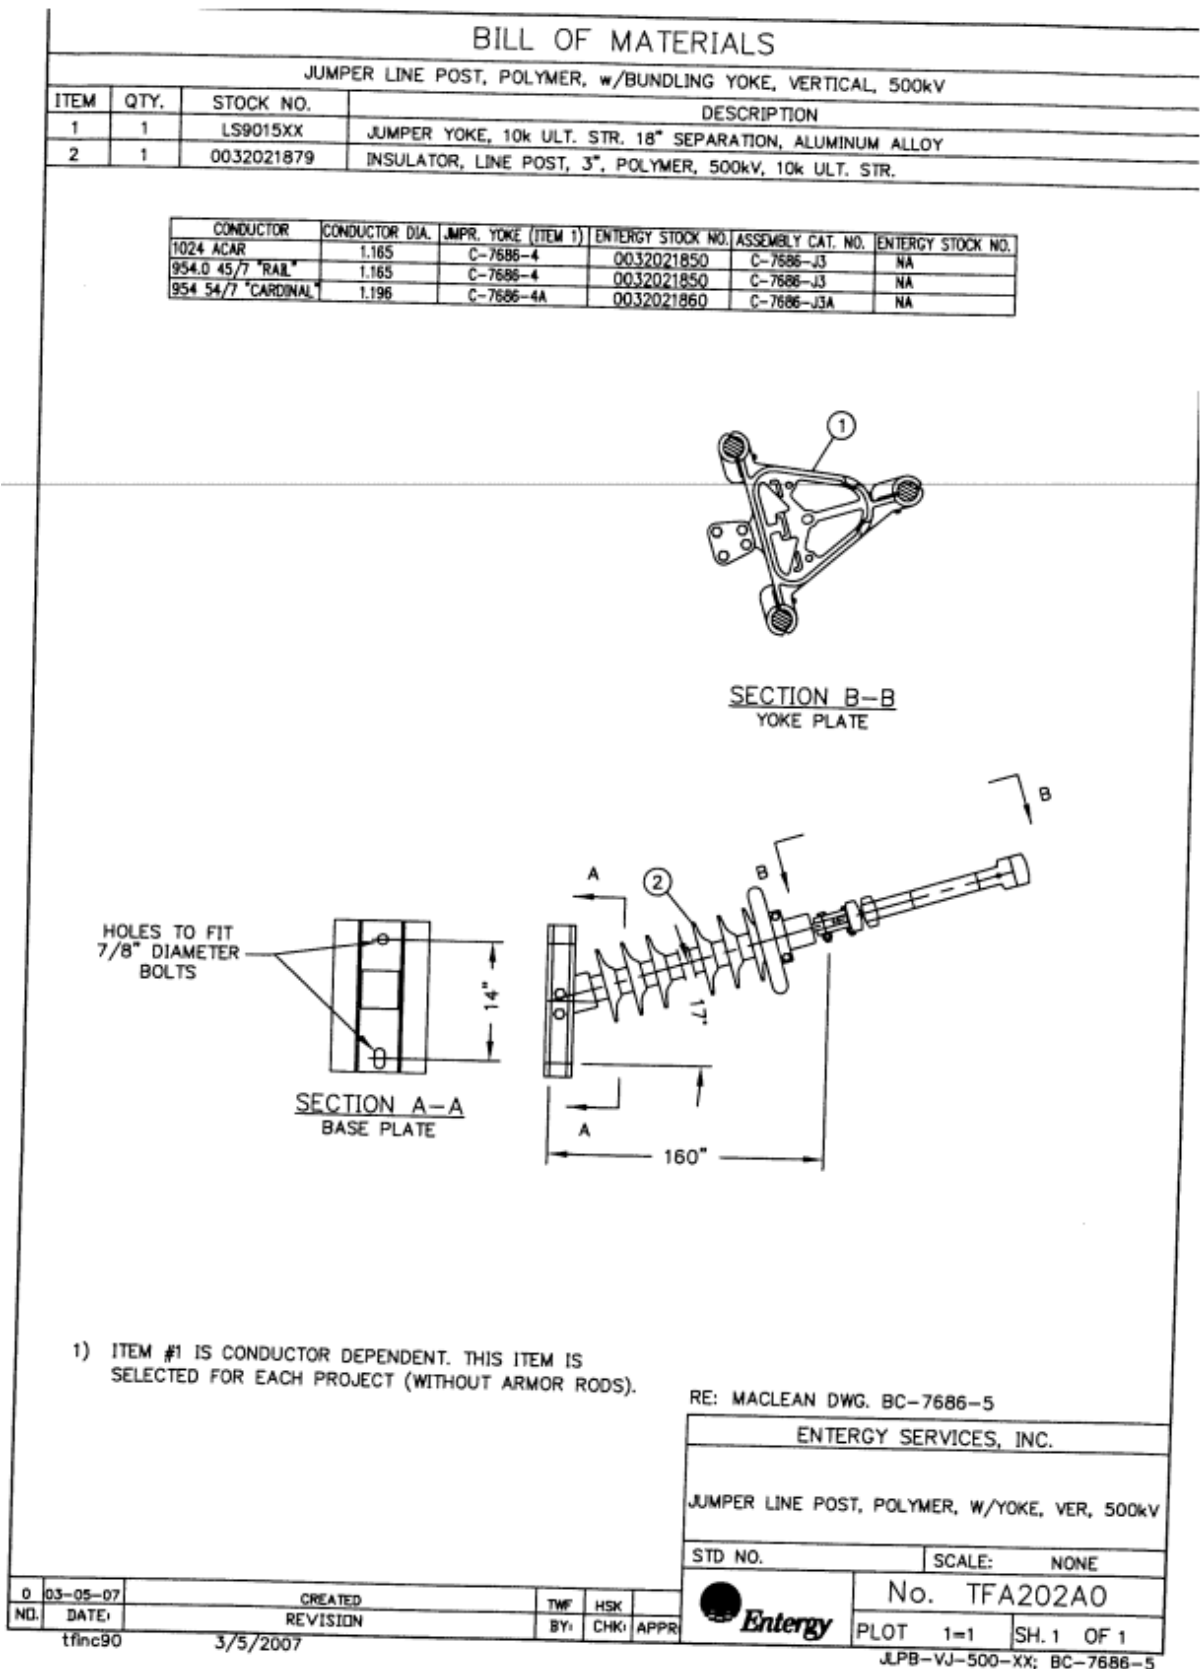 BILL OF MATERIALS
JUMPER LINE POST, POLYMER, w/BUNDLING YOKE, VERTICAL, 500kV
ITEM QTY. STOCK NO. DESCRIPTION
1 1 LS9015XX JUMPER YOKE, 10k ULT. STR. 18" SEPARATION, ALUMINUM ALLOY
2 1 0032021879 INSULATOR, LINE POST, 3", POLYMER, 500kV, 10k ULT. STR.
CONDUCTOR CONDUCTOR DIA. JMPR. YOKE (ITEM 1) ENTERGY STOCK NO. ASSEMBLY CAT. NO. ENTERGY STOCK NO.
1024 ACAR 1.165 C-7686-4 0032021850 C-7686-J3 NA
954.0 45/7 "RAIL" 1.165 C-7686-4 0032021850 C-7686-J3 NA
954 54/7 "CARDINAL" 1.196 C-7686-4A 0032021860 C-7686-J3A NA
1
SECTION B-B
YOKE PLATE
B
B
A
2
HOLES TO FIT
7/8" DIAMETER
BOLTS
14"
17°
SECTION A-A
BASE PLATE
A
160"
1) ITEM #1 IS CONDUCTOR DEPENDENT. THIS ITEM IS
SELECTED FOR EACH PROJECT (WITHOUT ARMOR RODS).
RE: MACLEAN DWG. BC-7686-5
ENTERGY SERVICES, INC.
JUMPER LINE POST, POLYMER, W/YOKE, VER, 500kV
STD NO. SCALE: NONE
Entergy
No. TFA202A0
PLOT 1=1 SH. 1 OF 1
0 03-05-07 CREATED TWF HSK
NO. DATE: REVISION BY: CHK: APPR
tfinc90 3/5/2007
JLPB-VJ-500-XX; BC-7686-5